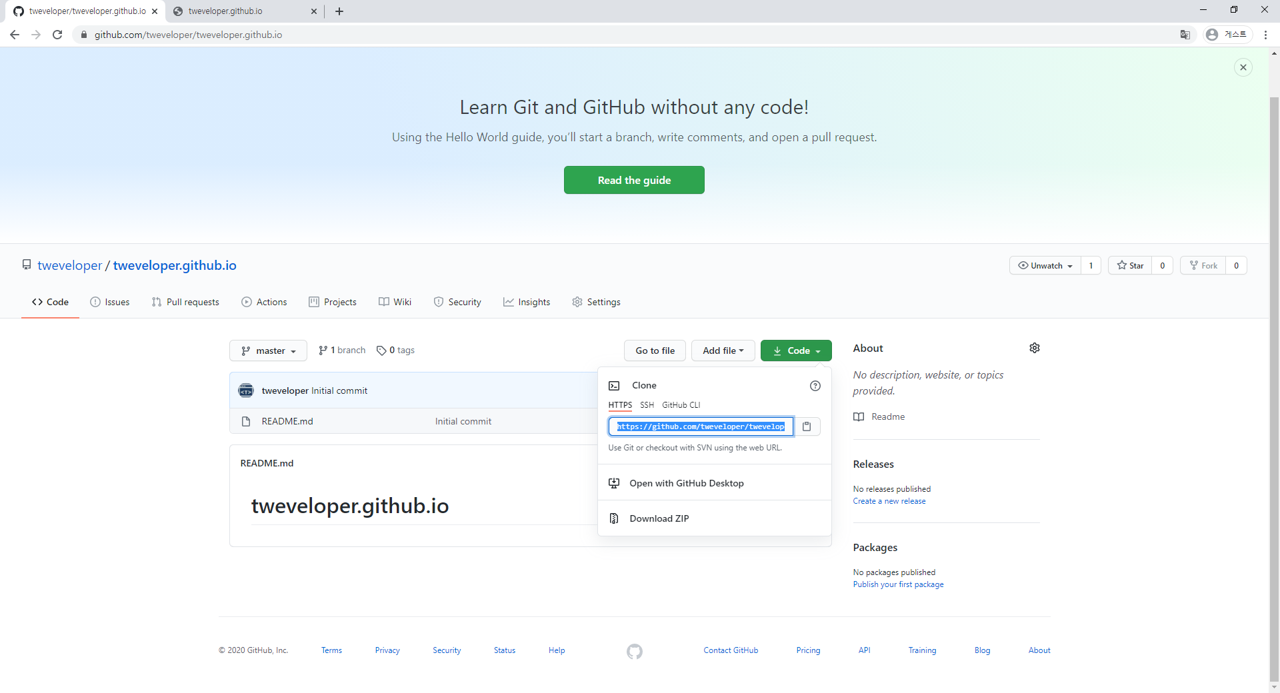 tweveloper/tweveloper.github.io
tweveloper.github.io
github.com/tweveloper/tweveloper.github.io
게스트
Learn Git and GitHub without any code!
Using the Hello World guide, you'll start a branch, write comments, and open a pull request.
Read the guide
tweveloper / tweveloper.github.io
Unwatch 1
Star 0
Fork 0
Code
Issues
Pull requests
Actions
Projects
Wiki
Security
Insights
Settings
master
1 branch
0 tags
Go to file
Add file
Code
tweveloper Initial commit
README.md Initial commit
README.md
tweveloper.github.io
Clone
HTTPS SSH GitHub CLI
https://github.com/tweveloper/twevelop
Use Git or checkout with SVN using the web URL.
Open with GitHub Desktop
Download ZIP
About
No description, website, or topics
provided.
Readme
Releases
No releases published
Create a new release
Packages
No packages published
Publish your first package
© 2020 GitHub, Inc.
Terms
Privacy
Security
Status
Help
Contact GitHub
Pricing
API
Training
Blog
About